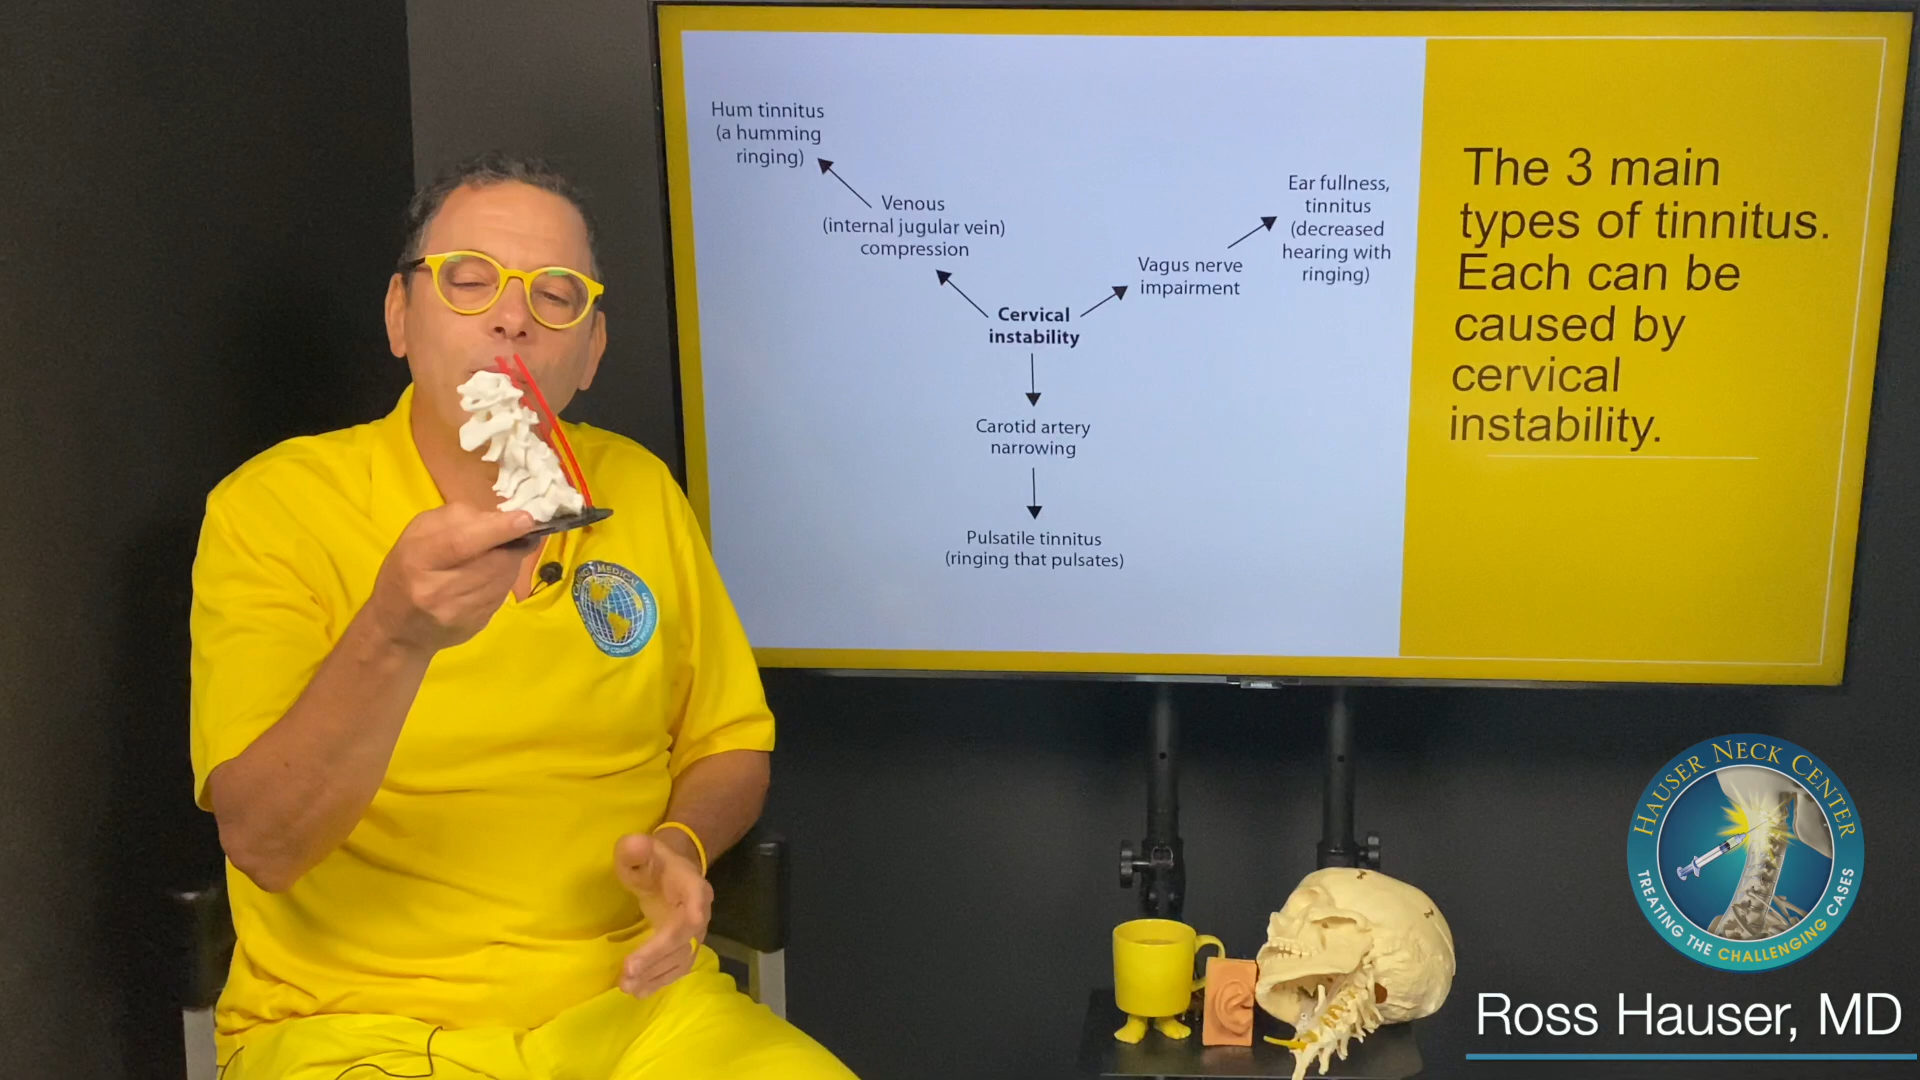 Hum tinnitus
(a humming
ringing)
Venous
(internal jugular vein)
compression
Ear fullness,
tinnitus
(decreased
hearing with
ringing)
Vagus nerve
impairment
Cervical
instability
Carotid artery
narrowing
Pulsatile tinnitus
(ringing that pulsates)
The 3 main
types of tinnitus.
Each can be
caused by
cervical
instability.
CARING MEDICAL
HAUSER NECK CENTER
TREATING THE CHALLENGING CASES
Ross Hauser, MD